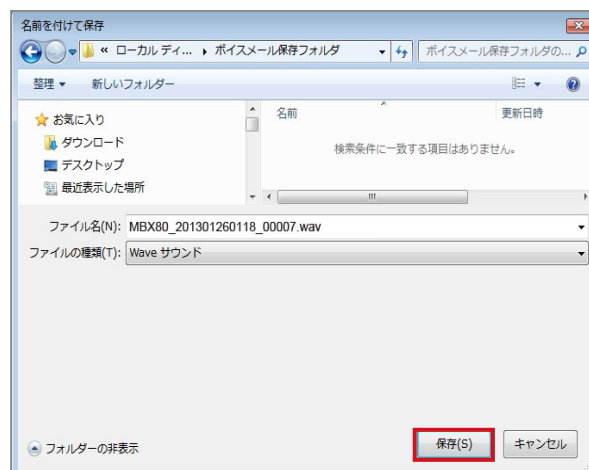 名前を付けて保存
« ローカル ディ... ▸ ボイスメール保存フォルダ ボイスメール保存フォルダの...
整理 ▼ 新しいフォルダー
お気に入り
ダウンロード
デスクトップ
最近表示した場所
名前 更新日時
検索条件に一致する項目はありません。
ファイル名(N): MBX80_201301260118_00007.wav
ファイルの種類(T): Wave サウンド
フォルダーの非表示 保存(S) キャンセル